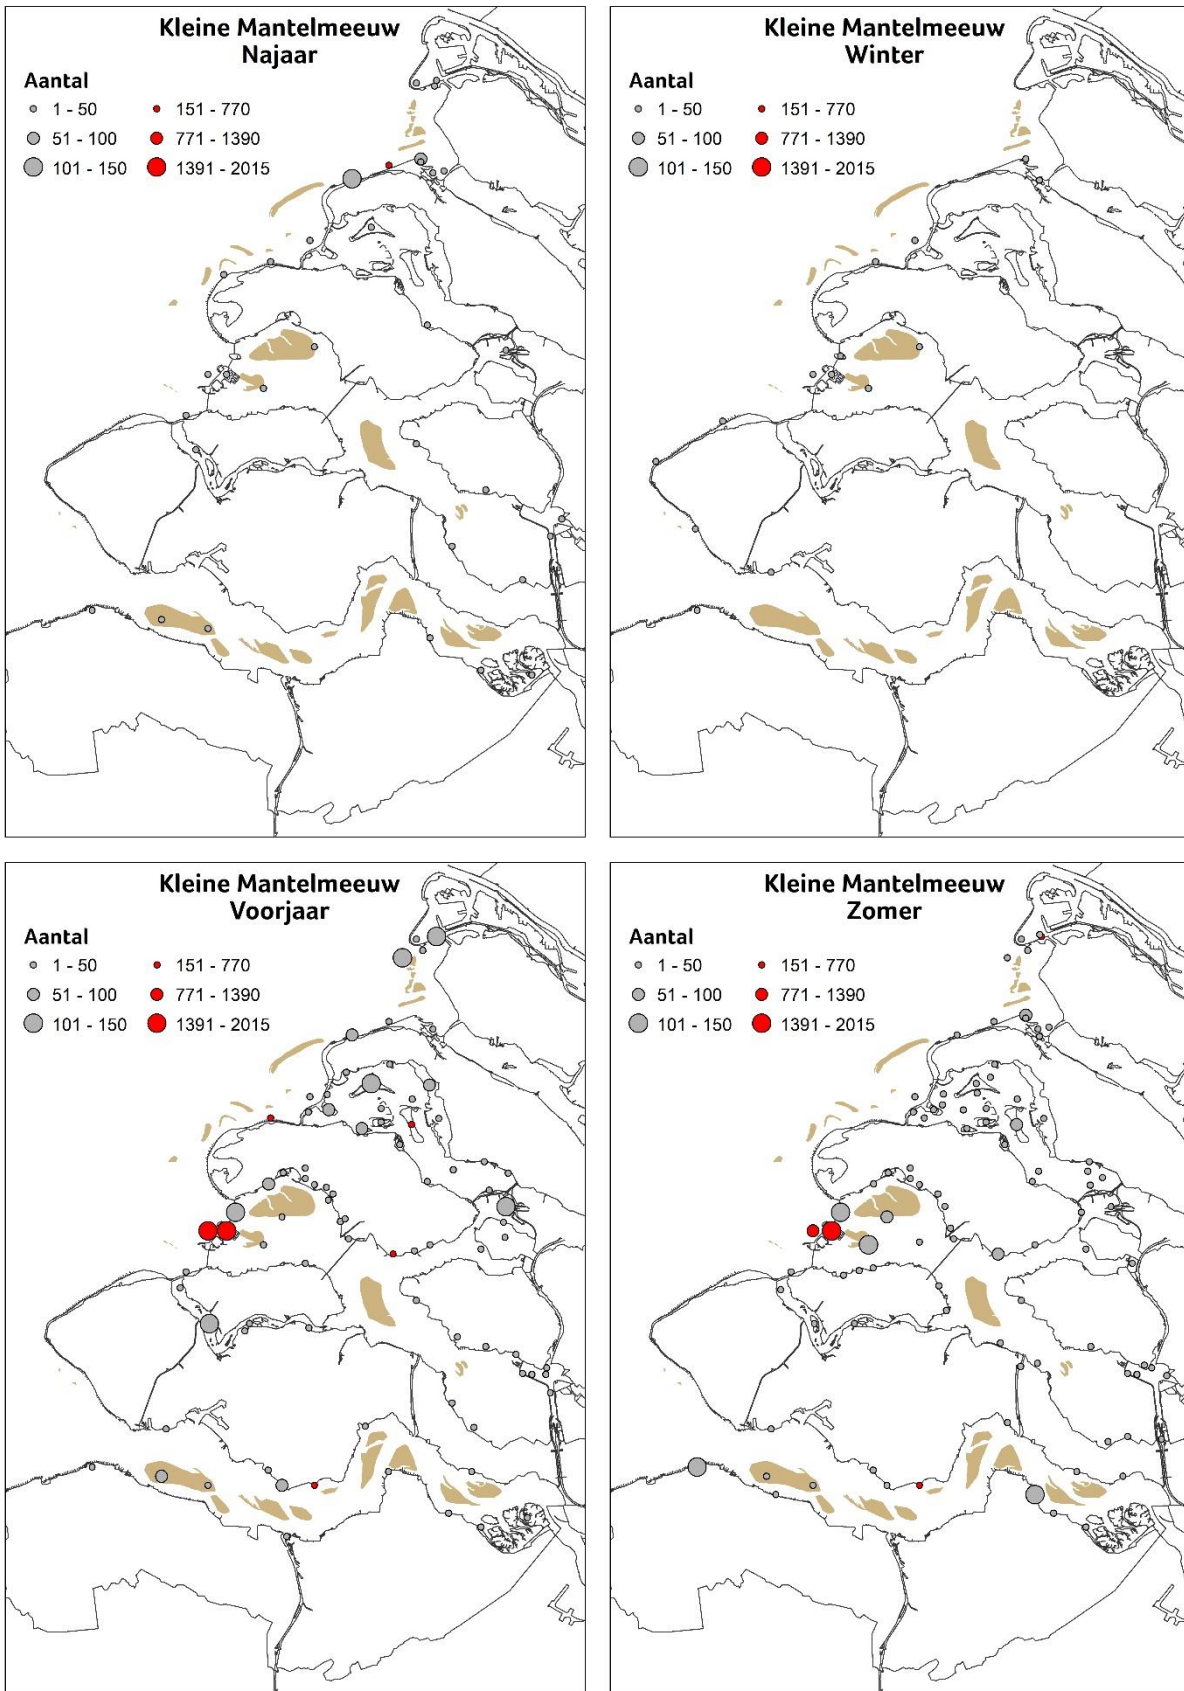 Kleine Mantelmeeuw
Najaar
Aantal
1 - 50 151 - 770
51 - 100 771 - 1390
101 - 150 1391 - 2015
Kleine Mantelmeeuw
Winter
Aantal
1 - 50 151 - 770
51 - 100 771 - 1390
101 - 150 1391 - 2015
Kleine Mantelmeeuw
Voorjaar
Aantal
1 - 50 151 - 770
51 - 100 771 - 1390
101 - 150 1391 - 2015
Kleine Mantelmeeuw
Zomer
Aantal
1 - 50 151 - 770
51 - 100 771 - 1390
101 - 150 1391 - 2015